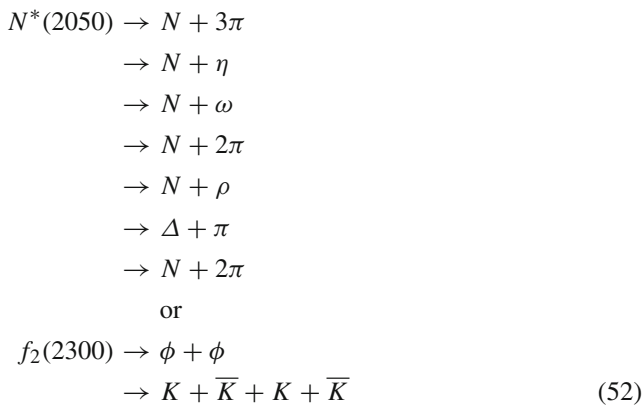 N*(2050) → N + 3π
→ N + η
→ N + ω
→ N + 2π
→ N + ρ
→ Δ + π
→ N + 2π
or
f₂(2300) → ϕ + ϕ
→ K + K̅ + K + K̅ (52)